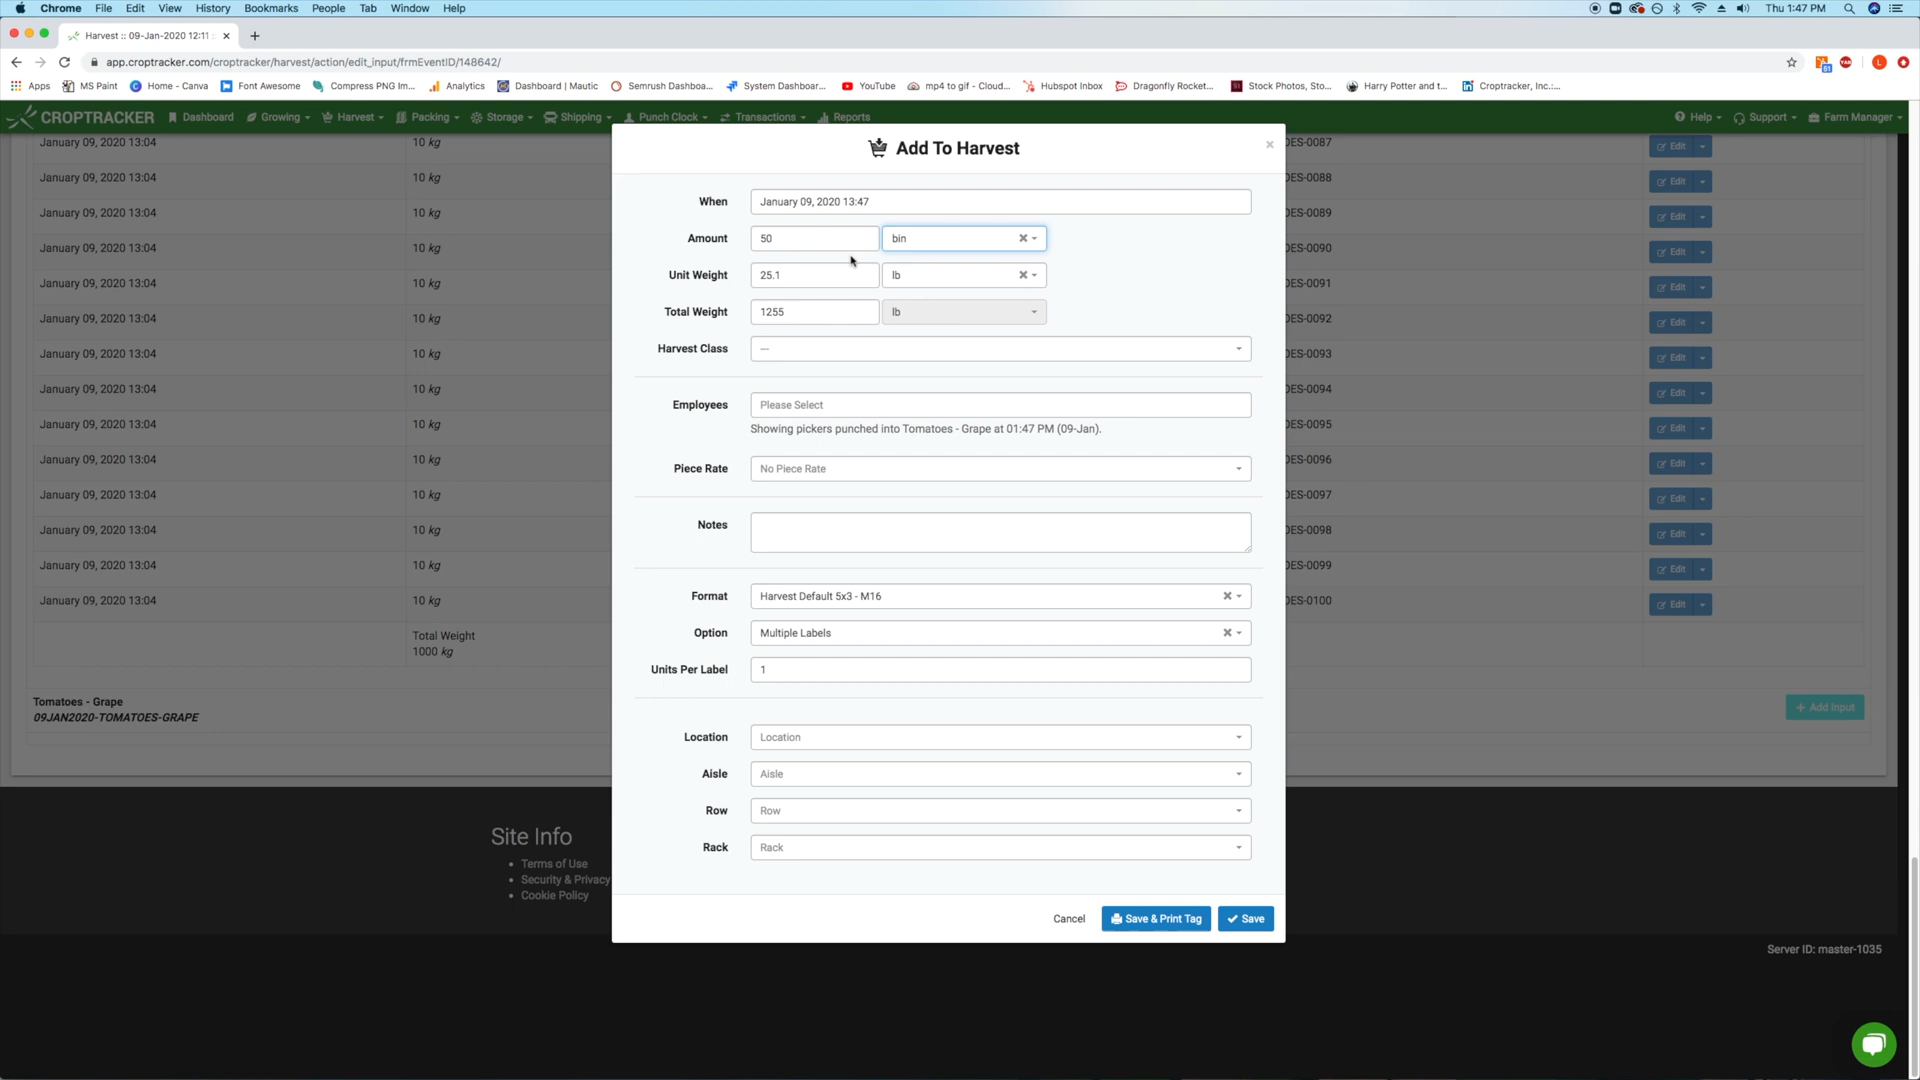 Chrome File Edit View History Bookmarks People Tab Window Help Thu 1:47 PM
Harvest :: 09-Jan-2020 12:11 :
app.croptracker.com/croptracker/harvest/action/edit_input/frmEventID/148642/
Apps MS Paint Home - Canva Font Awesome Compress PNG Im... Analytics Dashboard | Mautic Semrush Dashboa... System Dashboar... YouTube mp4 to gif - Cloud... Hubspot Inbox Dragonfly Rocket... Stock Photos, Sto... Harry Potter and t... Croptracker, Inc.:...
CROPTRACKER Dashboard Growing Harvest Packing Storage Shipping Punch Clock Transactions Reports Help Support Farm Manager
January 09, 2020 13:04 10 kg DES-0087 Edit
January 09, 2020 13:04 10 kg DES-0088 Edit
January 09, 2020 13:04 10 kg DES-0089 Edit
January 09, 2020 13:04 10 kg DES-0090 Edit
January 09, 2020 13:04 10 kg DES-0091 Edit
January 09, 2020 13:04 10 kg DES-0092 Edit
January 09, 2020 13:04 10 kg DES-0093 Edit
January 09, 2020 13:04 10 kg DES-0094 Edit
January 09, 2020 13:04 10 kg DES-0095 Edit
January 09, 2020 13:04 10 kg DES-0096 Edit
January 09, 2020 13:04 10 kg DES-0097 Edit
January 09, 2020 13:04 10 kg DES-0098 Edit
January 09, 2020 13:04 10 kg DES-0099 Edit
January 09, 2020 13:04 10 kg DES-0100 Edit
Total Weight
1000 kg
Tomatoes - Grape
09JAN2020-TOMATOES-GRAPE
+ Add Input
Add To Harvest
When January 09, 2020 13:47
Amount 50 bin
Unit Weight 25.1 lb
Total Weight 1255 lb
Harvest Class ---
Employees Please Select
Showing pickers punched into Tomatoes - Grape at 01:47 PM (09-Jan).
Piece Rate No Piece Rate
Notes
Format Harvest Default 5x3 - M16
Option Multiple Labels
Units Per Label 1
Location Location
Aisle Aisle
Row Row
Rack Rack
Cancel Save & Print Tag Save
Site Info
Terms of Use
Security & Privacy
Cookie Policy
Server ID: master-1035